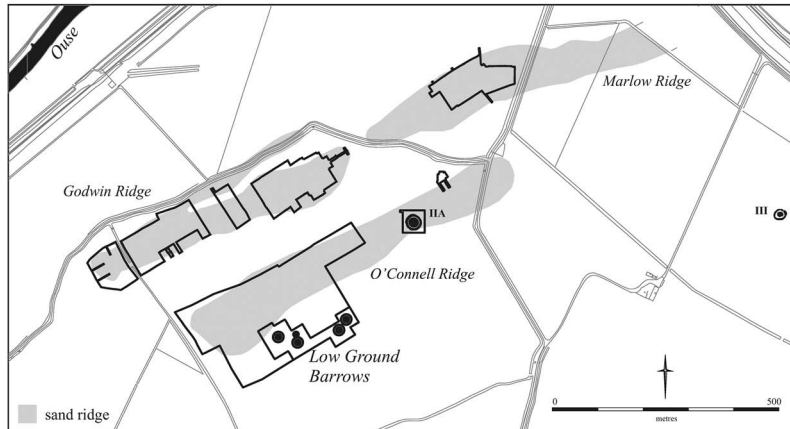 Ouse
Marlow Ridge
Godwin Ridge
IIA
III
O'Connell Ridge
Low Ground
Barrows
sand ridge
0
500
metres